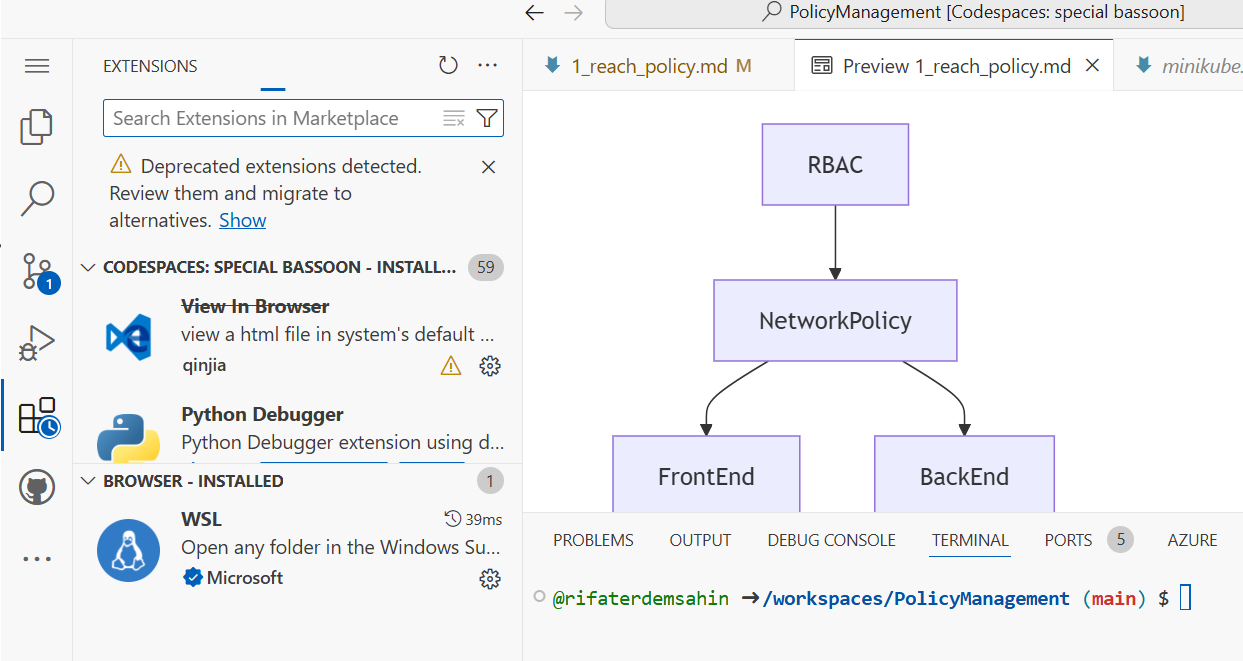 PolicyManagement [Codespaces: special bassoon]
EXTENSIONS
1_reach_policy.md M
Preview 1_reach_policy.md
minikube.
Search Extensions in Marketplace
Deprecated extensions detected.
Review them and migrate to
alternatives. Show
CODESPACES: SPECIAL BASSOON - INSTALL... 59
View In Browser
view a html file in system's default ...
qinjia
Python Debugger
Python Debugger extension using d...
BROWSER - INSTALLED 1
WSL 39ms
Open any folder in the Windows Su...
Microsoft
1
RBAC
NetworkPolicy
FrontEnd BackEnd
PROBLEMS OUTPUT DEBUG CONSOLE TERMINAL PORTS 5 AZURE
@rifaterdemsahin →/workspaces/PolicyManagement (main) $